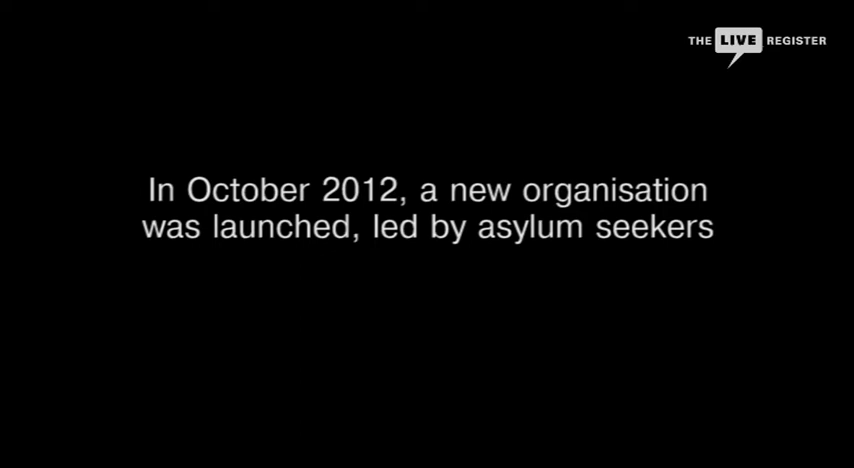 THE LIVE REGISTER
In October 2012, a new organisation
was launched, led by asylum seekers